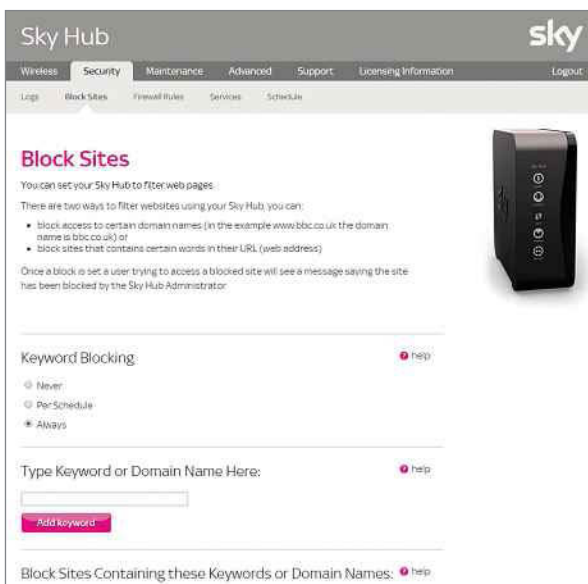 Sky Hub
sky
Wireless Security Maintenance Advanced Support Licensing Information Logout
Logs Block Sites Firewall Rules Services Schedule
Block Sites
You can set your Sky Hub to filter web pages
There are two ways to filter websites using your Sky Hub, you can:
• block access to certain domain names (in the example www.bbc.co.uk the domain
name is bbc.co.uk) or
• block sites that contains certain words in their URL (web address)
Once a block is set a user trying to access a blocked site will see a message saying the site
has been blocked by the Sky Hub Administrator
Keyword Blocking
help
Never
Per Schedule
Always
Type Keyword or Domain Name Here:
help
Add keyword
Block Sites Containing these Keywords or Domain Names:
help